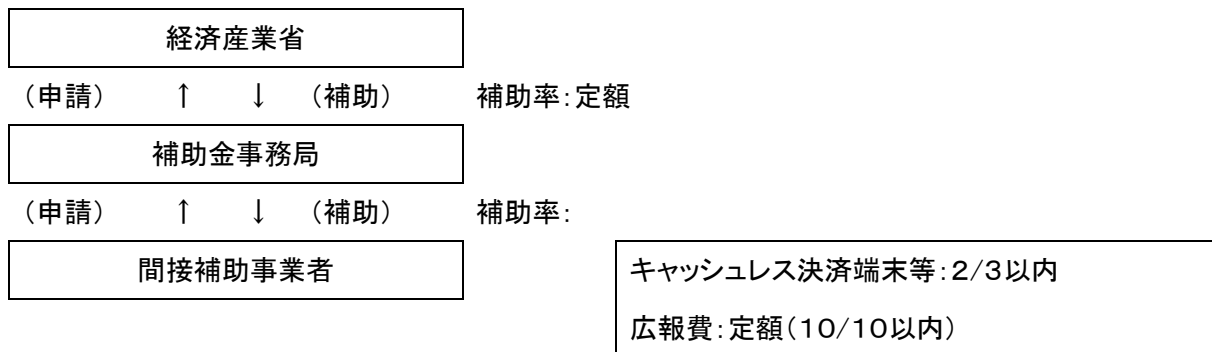 経済産業省
（申請） ↑ ↓ （補助） 補助率：定額
補助金事務局
（申請） ↑ ↓ （補助） 補助率：
間接補助事業者
キャッシュレス決済端末等：２/３以内
広報費：定額（１０/１０以内）